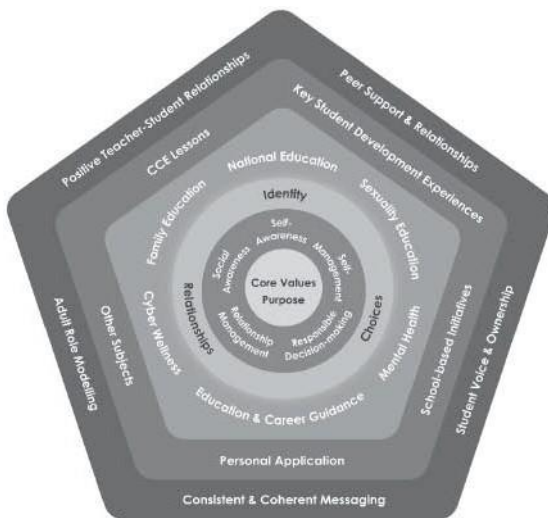 Positive Teacher-Student Relationships
Peer Support & Relationships
CCE Lessons
Key Student Development Experiences
National Education
Family Education
Sexuality Education
Identity
Self-
Awareness
Social
Awareness
Self-
Management
Core Values
Purpose
Relationships
Choices
Relationship
Management
Responsible
Decision-making
Cyber Wellness
Mental Health
Education & Career Guidance
Other Subjects
School-based Initiatives
Adult Role Modelling
Student Voice & Ownership
Personal Application
Consistent & Coherent Messaging